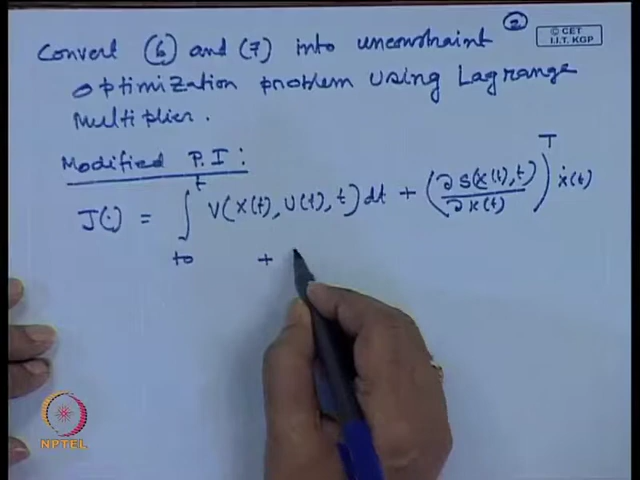 ②
© CET
I.I.T. KGP
Convert (6) and (7) into unconstraint
optimization problem using Lagrange
Multiplier.
Modified P.I:
J(·) = ∫_{t0}^{t} V(x(t), u(t), t) dt + (∂S(x(t), t)/∂x(t))^T ẋ(t)
+
NPTEL